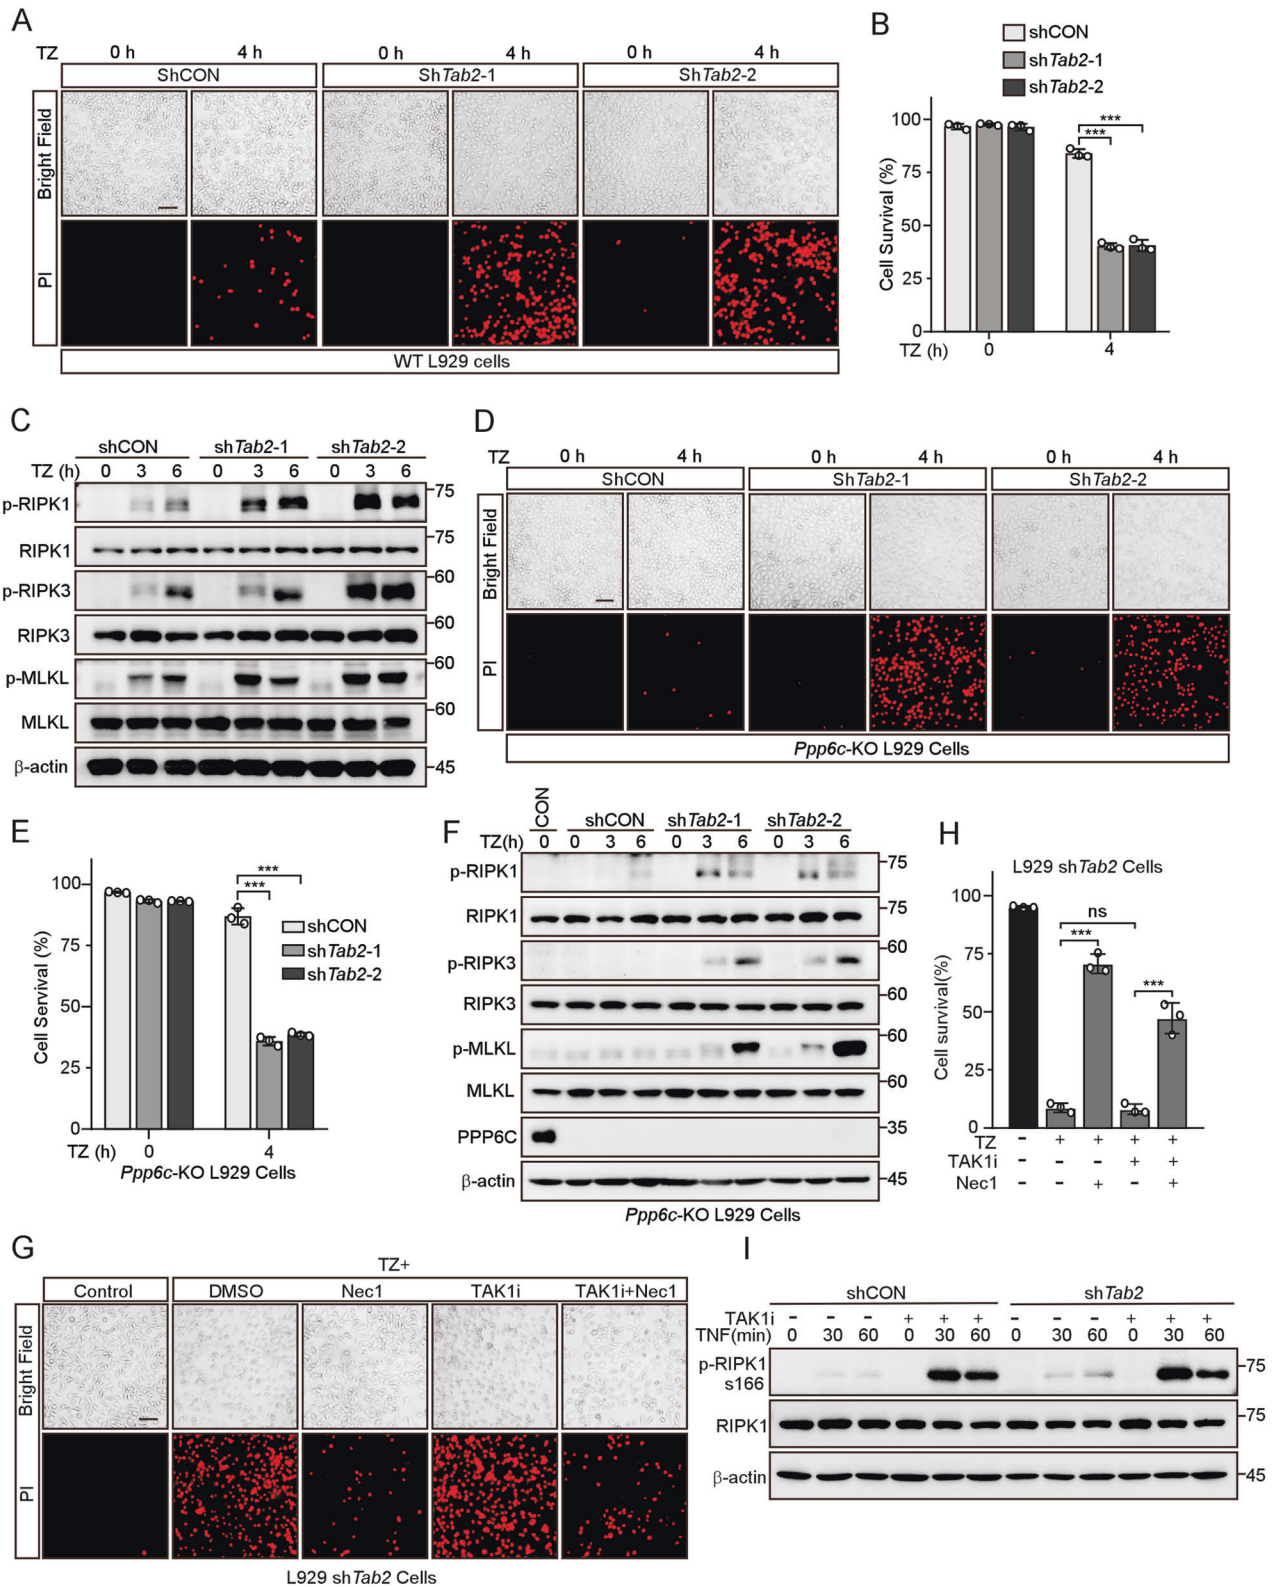 A
TZ 0 h 4 h 0 h 4 h 0 h 4 h
ShCON ShTab2-1 ShTab2-2
Bright Field
PI
WT L929 cells
B
shCON
shTab2-1
shTab2-2
Cell Survival (%)
100
75
50
25
0
*** ***
TZ (h) 0 4
C
shCON shTab2-1 shTab2-2
TZ (h) 0 3 6 0 3 6 0 3 6
p-RIPK1 75
RIPK1 75
p-RIPK3 60
RIPK3 60
p-MLKL 60
MLKL 60
β-actin 45
D
TZ 0 h 4 h 0 h 4 h 0 h 4 h
ShCON ShTab2-1 ShTab2-2
Bright Field
PI
Ppp6c-KO L929 Cells
E
Cell Servival (%)
100
75
50
25
0
*** ***
shCON
shTab2-1
shTab2-2
TZ (h) 0 4
Ppp6c-KO L929 Cells
F
CON shCON shTab2-1 shTab2-2
TZ(h) 0 0 3 6 0 3 6 0 3 6
p-RIPK1 75
RIPK1 75
p-RIPK3 60
RIPK3 60
p-MLKL 60
MLKL 60
PPP6C 35
β-actin 45
Ppp6c-KO L929 Cells
H
L929 shTab2 Cells
Cell survival(%)
100
75
50
25
0
ns
*** ***
TZ - + + + +
TAK1i - - - + +
Nec1 - - + - +
G
TZ+
Control DMSO Nec1 TAK1i TAK1i+Nec1
Bright Field
PI
L929 shTab2 Cells
I
shCON shTab2
TAK1i - - - + + + - - - + + +
TNF(min) 0 30 60 0 30 60 0 30 60 0 30 60
p-RIPK1 75
s166
RIPK1 75
β-actin 45